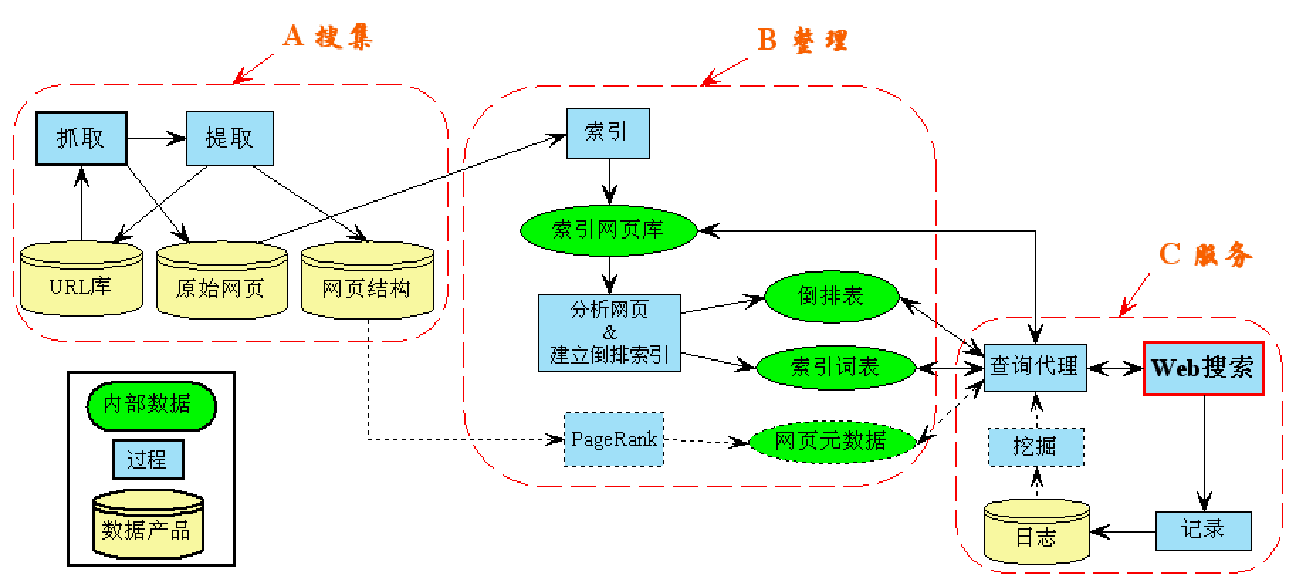 A 搜集
B 整理
抓取
提取
索引
URL库
原始网页
网页结构
索引网页库
C 服务
分析网页
&
建立倒排索引
倒排表
索引词表
查询代理
Web搜索
PageRank
网页元数据
挖掘
日志
记录
内部数据
过程
数据产品